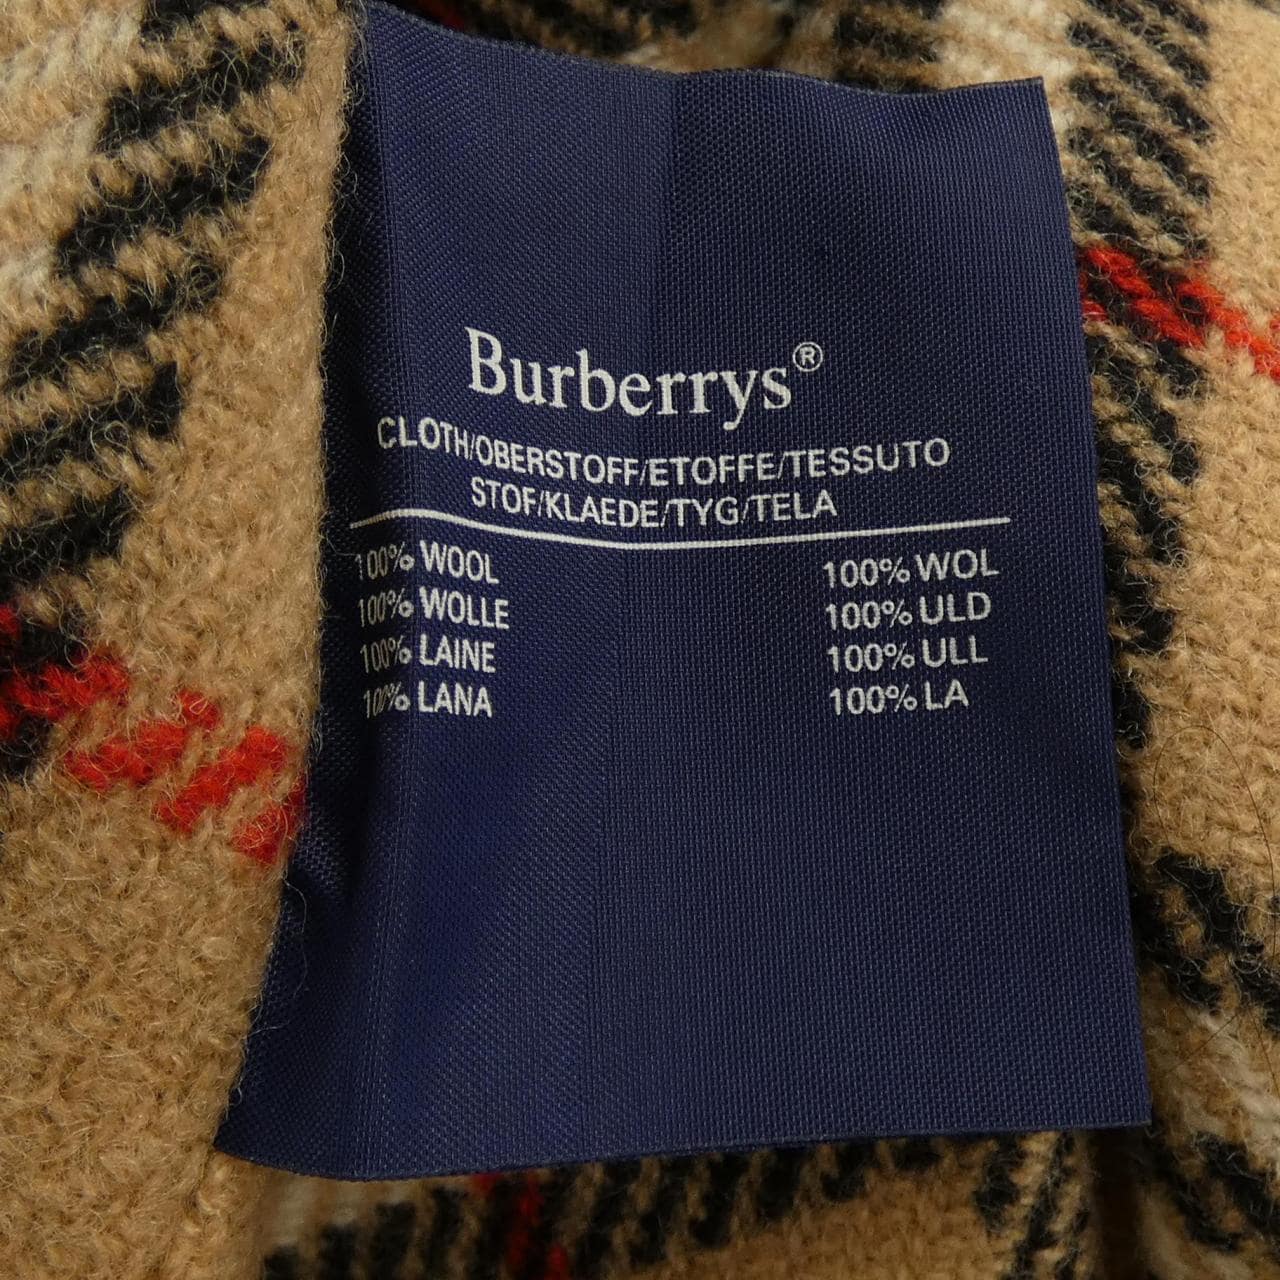 Burberrys®
CLOTH/OBERSTOFF/ETOFFE/TESSUTO
STOF/KLAEDE/TYG/TELA
100% WOOL 100% WOL
100% WOLLE 100% ULD
100% LAINE 100% ULL
100% LANA 100% LA